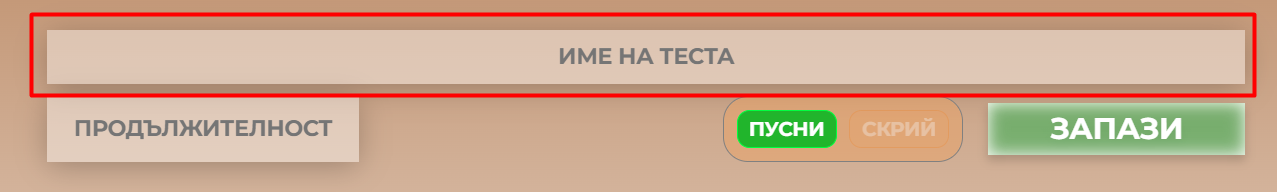 ИМЕ НА ТЕСТА
ПРОДЪЛЖИТЕЛНОСТ ПУСНИ СКРИЙ ЗАПАЗИ